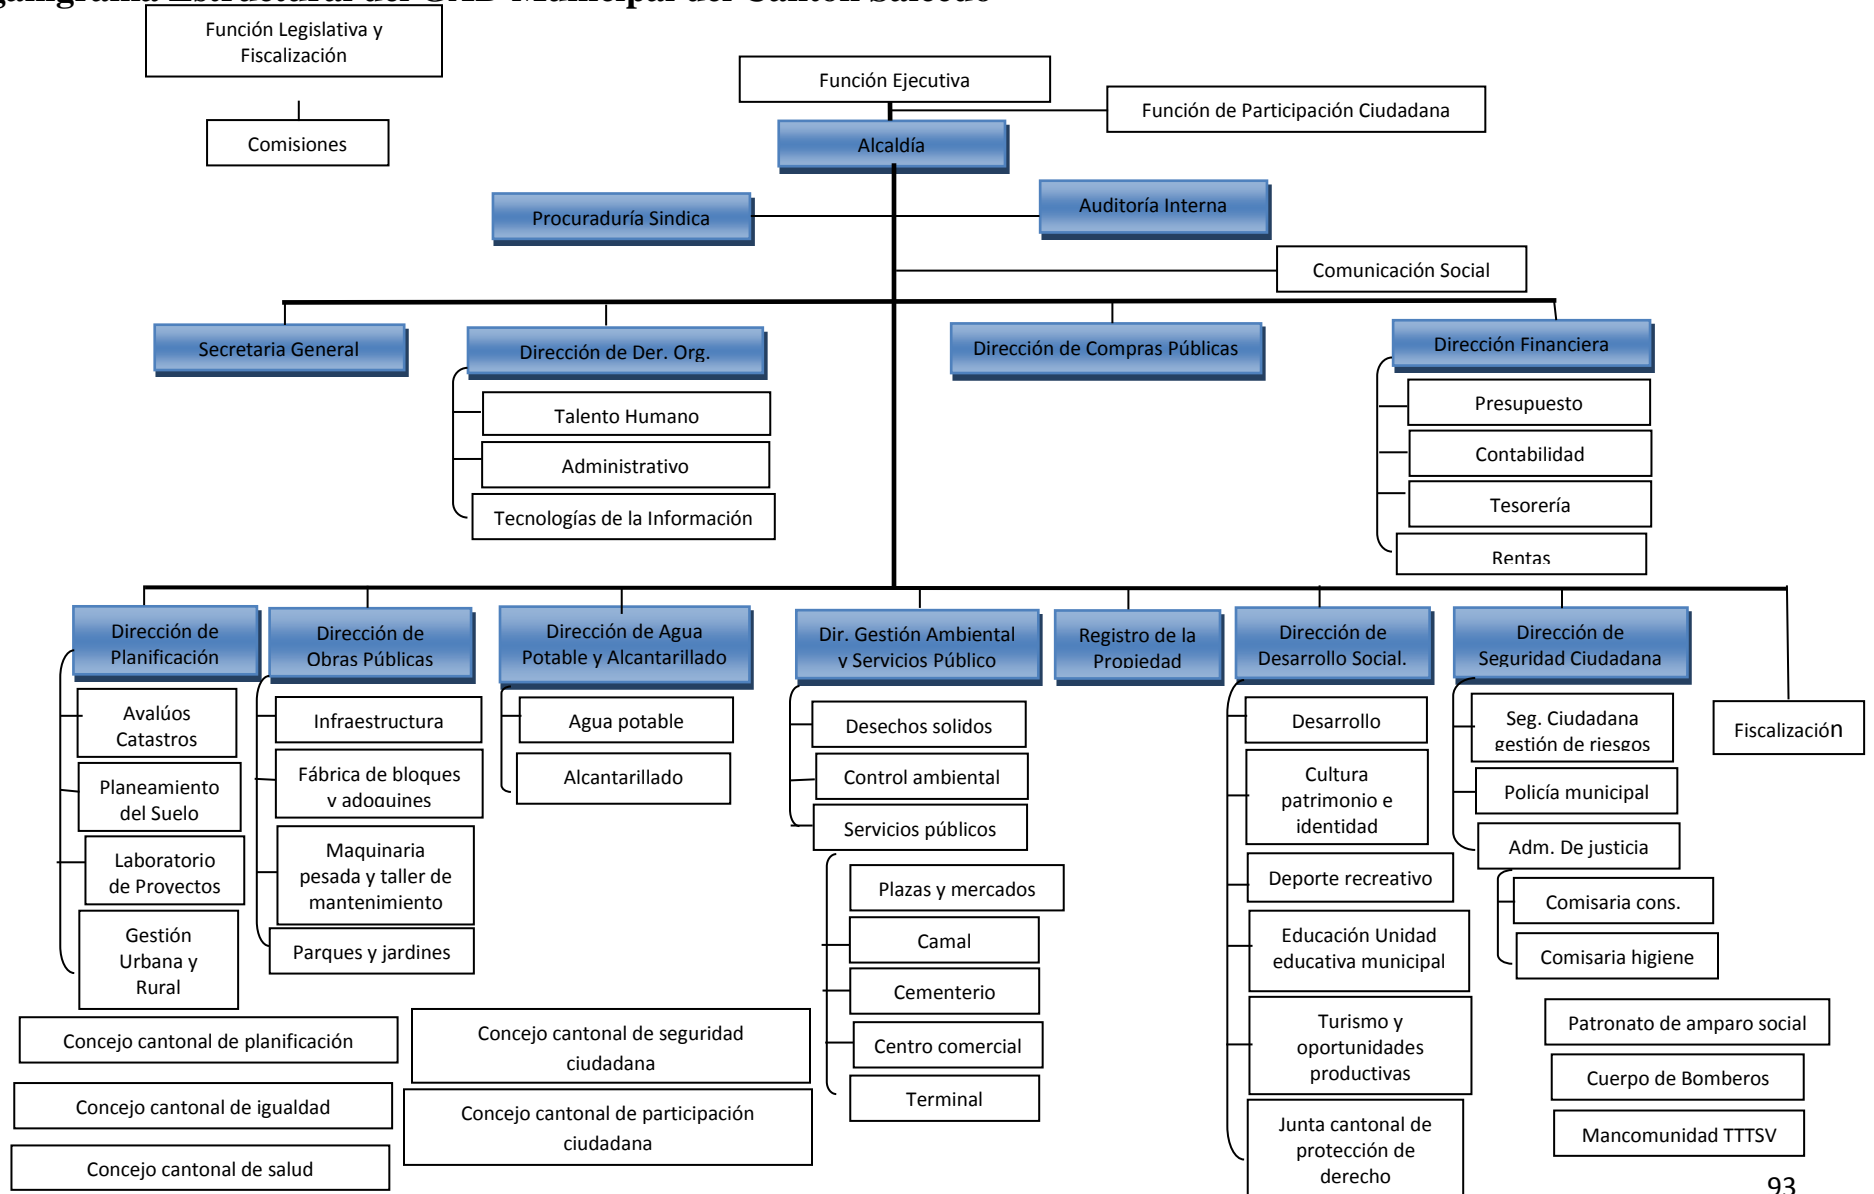 Organigrama Estructural del GAD Municipal del Cantón Salcedo
Función Legislativa y
Fiscalización
Comisiones
Función Ejecutiva
Función de Participación Ciudadana
Alcaldía
Procuraduría Sindica
Auditoría Interna
Comunicación Social
Secretaria General
Dirección de Der. Org.
Talento Humano
Administrativo
Tecnologías de la Información
Dirección de Compras Públicas
Dirección Financiera
Presupuesto
Contabilidad
Tesorería
Rentas
Dirección de
Planificación
Avalúos
Catastros
Planeamiento
del Suelo
Laboratorio
de Proyectos
Gestión
Urbana y
Rural
Dirección de
Obras Públicas
Infraestructura
Fábrica de bloques
y adoquines
Maquinaria
pesada y taller de
mantenimiento
Parques y jardines
Dirección de Agua
Potable y Alcantarillado
Agua potable
Alcantarillado
Dir. Gestión Ambiental
y Servicios Público
Desechos solidos
Control ambiental
Servicios públicos
Plazas y mercados
Camal
Cementerio
Centro comercial
Terminal
Registro de la
Propiedad
Dirección de
Desarrollo Social.
Desarrollo
Cultura
patrimonio e
identidad
Deporte recreativo
Educación Unidad
educativa municipal
Turismo y
oportunidades
productivas
Junta cantonal de
protección de
derecho
Dirección de
Seguridad Ciudadana
Seg. Ciudadana
gestión de riesgos
Policía municipal
Adm. De justicia
Comisaria cons.
Comisaria higiene
Fiscalización
Concejo cantonal de planificación
Concejo cantonal de igualdad
Concejo cantonal de salud
Concejo cantonal de seguridad
ciudadana
Concejo cantonal de participación
ciudadana
Patronato de amparo social
Cuerpo de Bomberos
Mancomunidad TTTSV
93